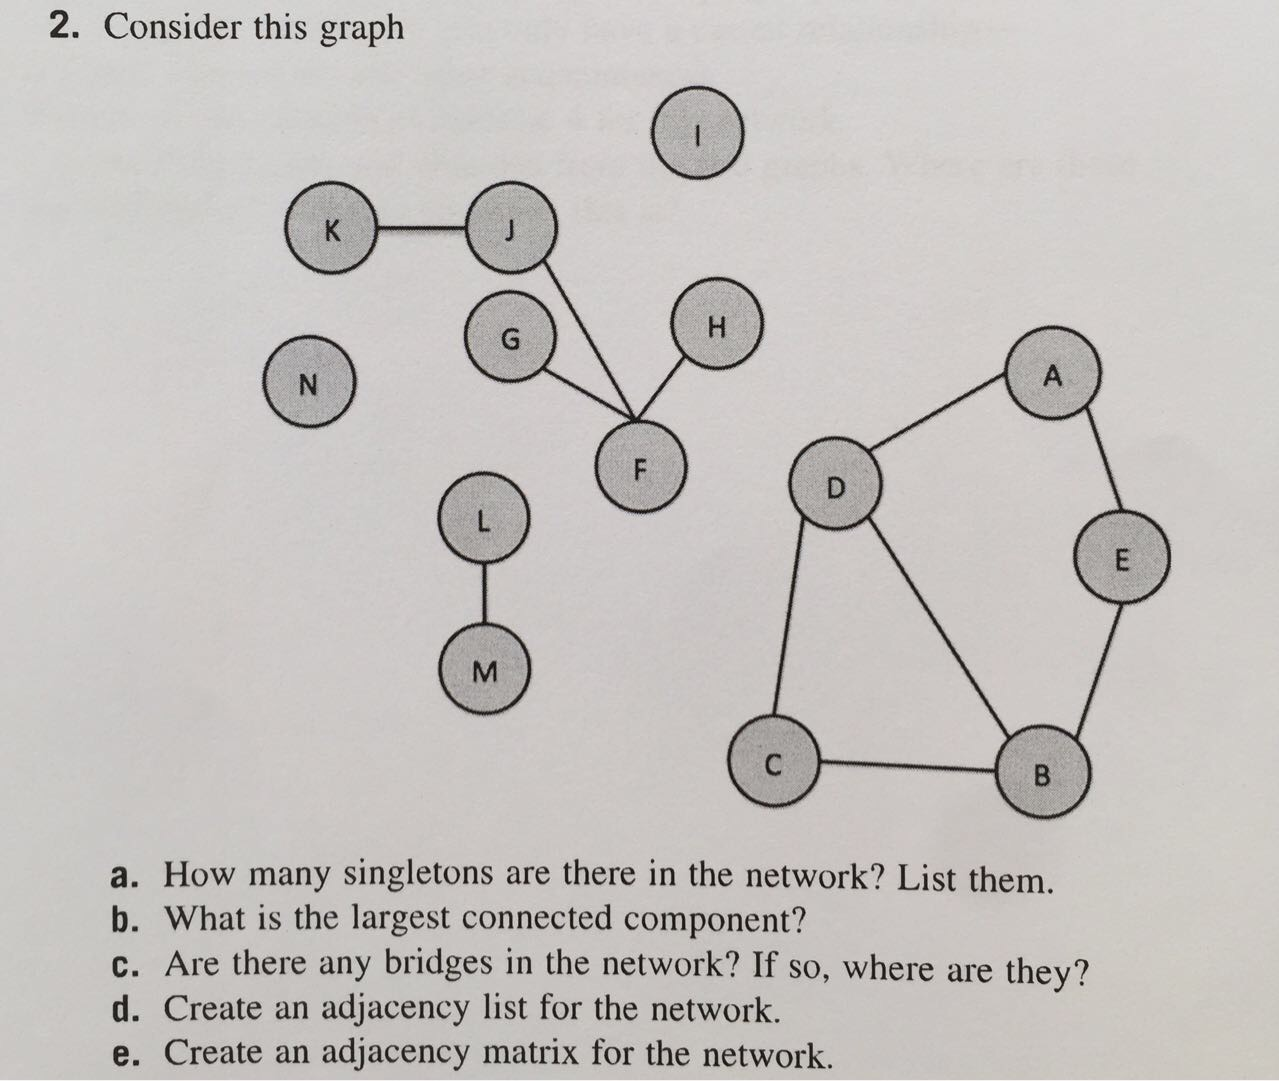 2. Consider this graph
I
K
J
G
H
N
A
F
D
L
E
M
C
B
a. How many singletons are there in the network? List them.
b. What is the largest connected component?
c. Are there any bridges in the network? If so, where are they?
d. Create an adjacency list for the network.
e. Create an adjacency matrix for the network.